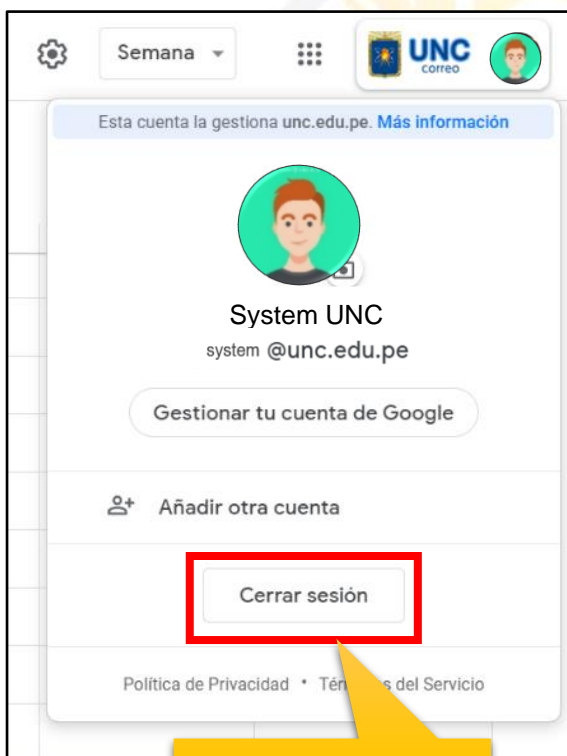 Semana
UNC
correo
Esta cuenta la gestiona unc.edu.pe. Más información
System UNC
system @unc.edu.pe
Gestionar tu cuenta de Google
Añadir otra cuenta
Cerrar sesión
Política de Privacidad • del Servicio